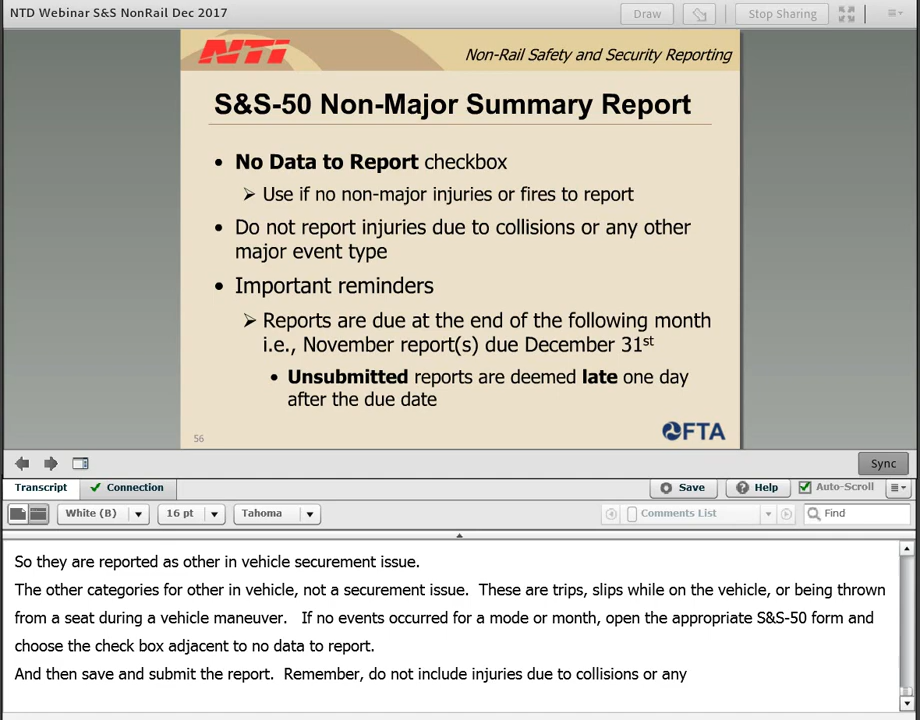 NTD Webinar S&S NonRail Dec 2017
Draw
Stop Sharing
NTI
Non-Rail Safety and Security Reporting
S&S-50 Non-Major Summary Report
• No Data to Report checkbox
➢ Use if no non-major injuries or fires to report
• Do not report injuries due to collisions or any other
major event type
• Important reminders
➢ Reports are due at the end of the following month
i.e., November report(s) due December 31st
• Unsubmitted reports are deemed late one day
after the due date
56
FTA
Sync
Transcript
Connection
Save
Help
Auto-Scroll
White (B)
16 pt
Tahoma
Comments List
Find
So they are reported as other in vehicle securement issue.
The other categories for other in vehicle, not a securement issue.  These are trips, slips while on the vehicle, or being thrown
from a seat during a vehicle maneuver.   If no events occurred for a mode or month, open the appropriate S&S-50 form and
choose the check box adjacent to no data to report.
And then save and submit the report.  Remember, do not include injuries due to collisions or any